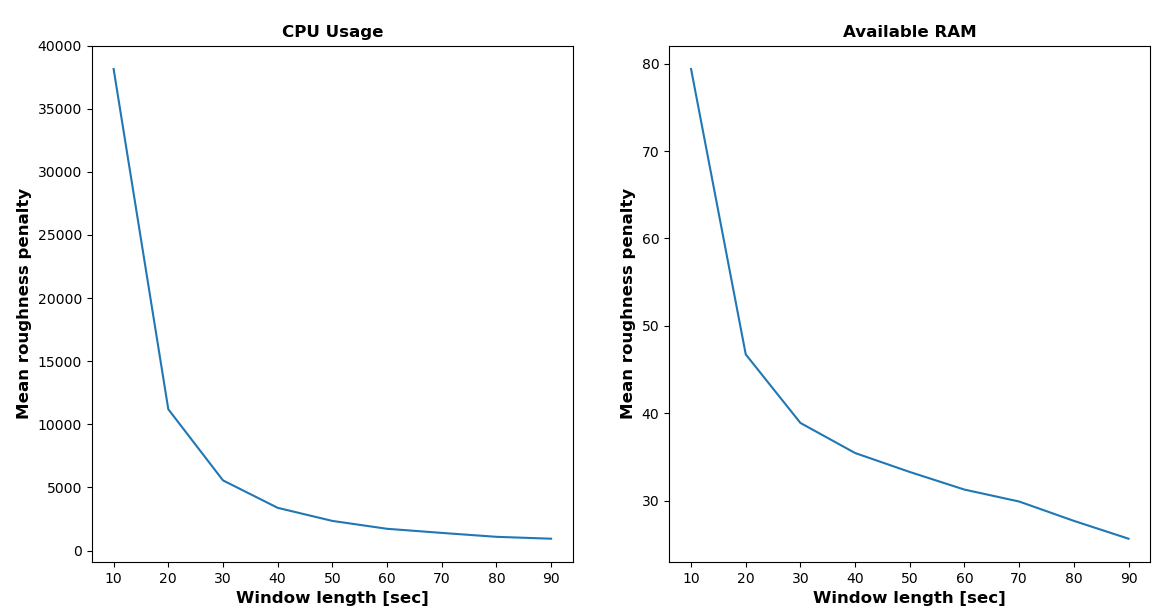 CPU Usage
Mean roughness penalty
40000
35000
30000
25000
20000
15000
10000
5000
0
10 20 30 40 50 60 70 80 90
Window length [sec]
Available RAM
Mean roughness penalty
80
70
60
50
40
30
10 20 30 40 50 60 70 80 90
Window length [sec]